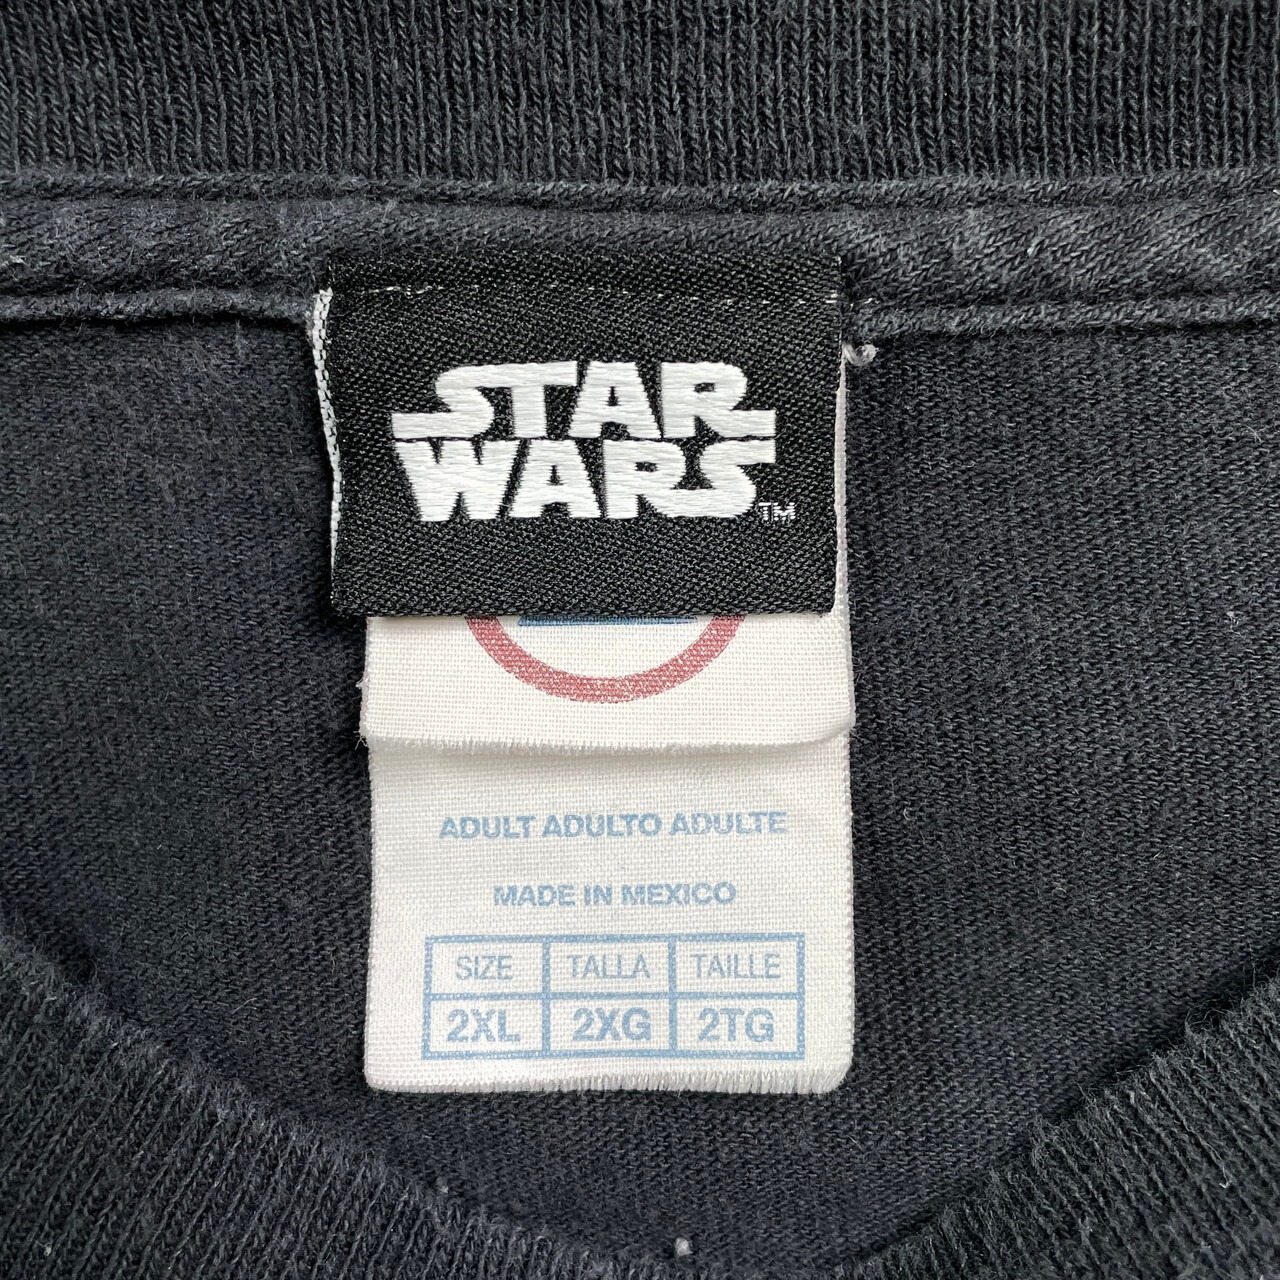 STAR
WARS
TM
ADULT ADULTO ADULTE
MADE IN MEXICO
SIZE TALLA TAILLE
2XL 2XG 2TG